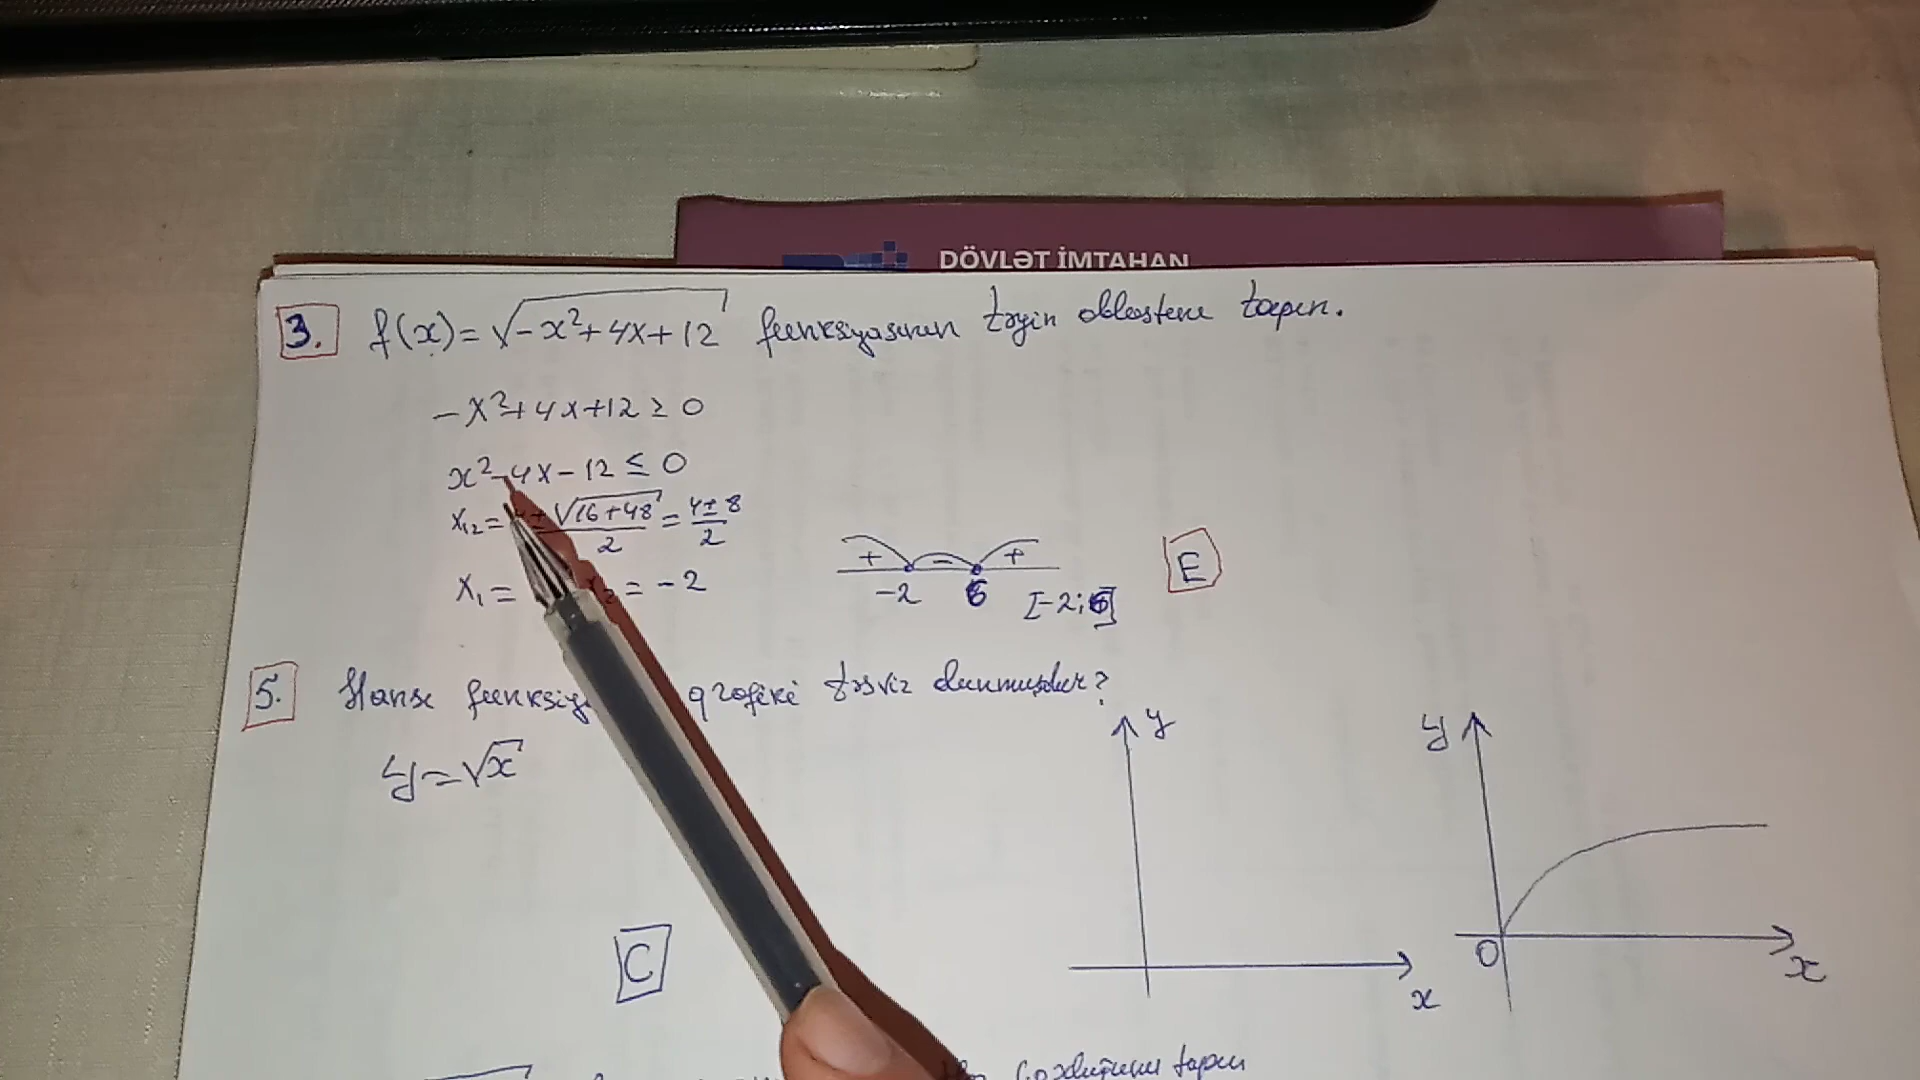 DÖVLƏT İMTAHAN
3. f(x) = √-x²+4x+12 funksiyasının təyin oblastını tapın.
-x²+4x+12 ≥ 0
x²-4x-12 ≤ 0
x₁₂ = 4±√16+48/2 = 4±8/2
x₁ = x₂ = -2
+ - +
-2 6 [-2;6]
E
5. Hansı qrafiki təsvir olunmuşdur?
y = √x
y
x
y
0
x
C
tapın